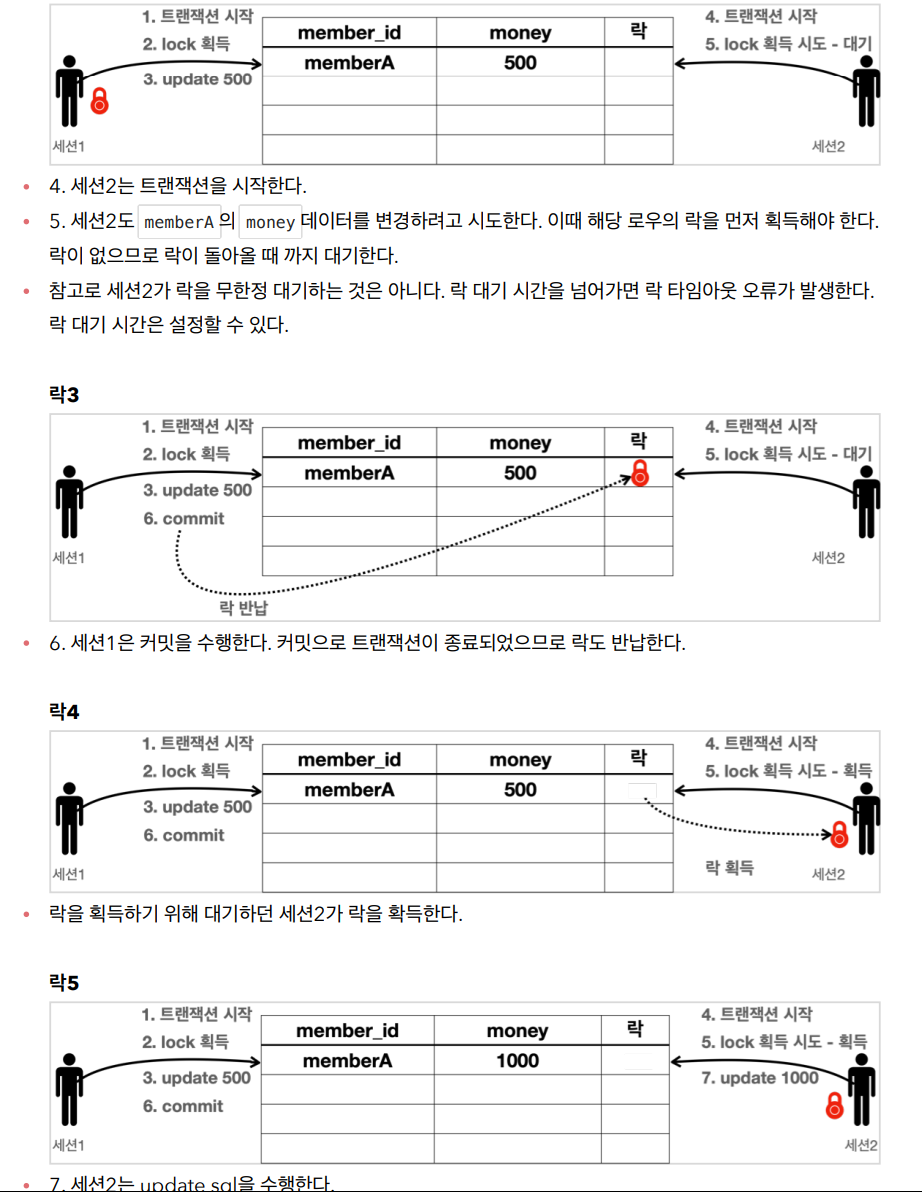 1. 트랜잭션 시작
2. lock 획득
3. update 500
세션1
member_id money 락
memberA 500
4. 트랜잭션 시작
5. lock 획득 시도 - 대기
세션2
• 4. 세션2는 트랜잭션을 시작한다.
• 5. 세션2도 memberA 의 money 데이터를 변경하려고 시도한다. 이때 해당 로우의 락을 먼저 획득해야 한다.
락이 없으므로 락이 돌아올 때 까지 대기한다.
• 참고로 세션2가 락을 무한정 대기하는 것은 아니다. 락 대기 시간을 넘어가면 락 타임아웃 오류가 발생한다.
락 대기 시간은 설정할 수 있다.
락3
1. 트랜잭션 시작
2. lock 획득
3. update 500
6. commit
세션1
락 반납
member_id money 락
memberA 500
4. 트랜잭션 시작
5. lock 획득 시도 - 대기
세션2
• 6. 세션1은 커밋을 수행한다. 커밋으로 트랜잭션이 종료되었으므로 락도 반납한다.
락4
1. 트랜잭션 시작
2. lock 획득
3. update 500
6. commit
세션1
member_id money 락
memberA 500
4. 트랜잭션 시작
5. lock 획득 시도 - 획득
락 획득
세션2
• 락을 획득하기 위해 대기하던 세션2가 락을 확득한다.
락5
1. 트랜잭션 시작
2. lock 획득
3. update 500
6. commit
세션1
member_id money 락
memberA 1000
4. 트랜잭션 시작
5. lock 획득 시도 - 획득
7. update 1000
세션2
• 7. 세션2는 update sql을 수행한다.